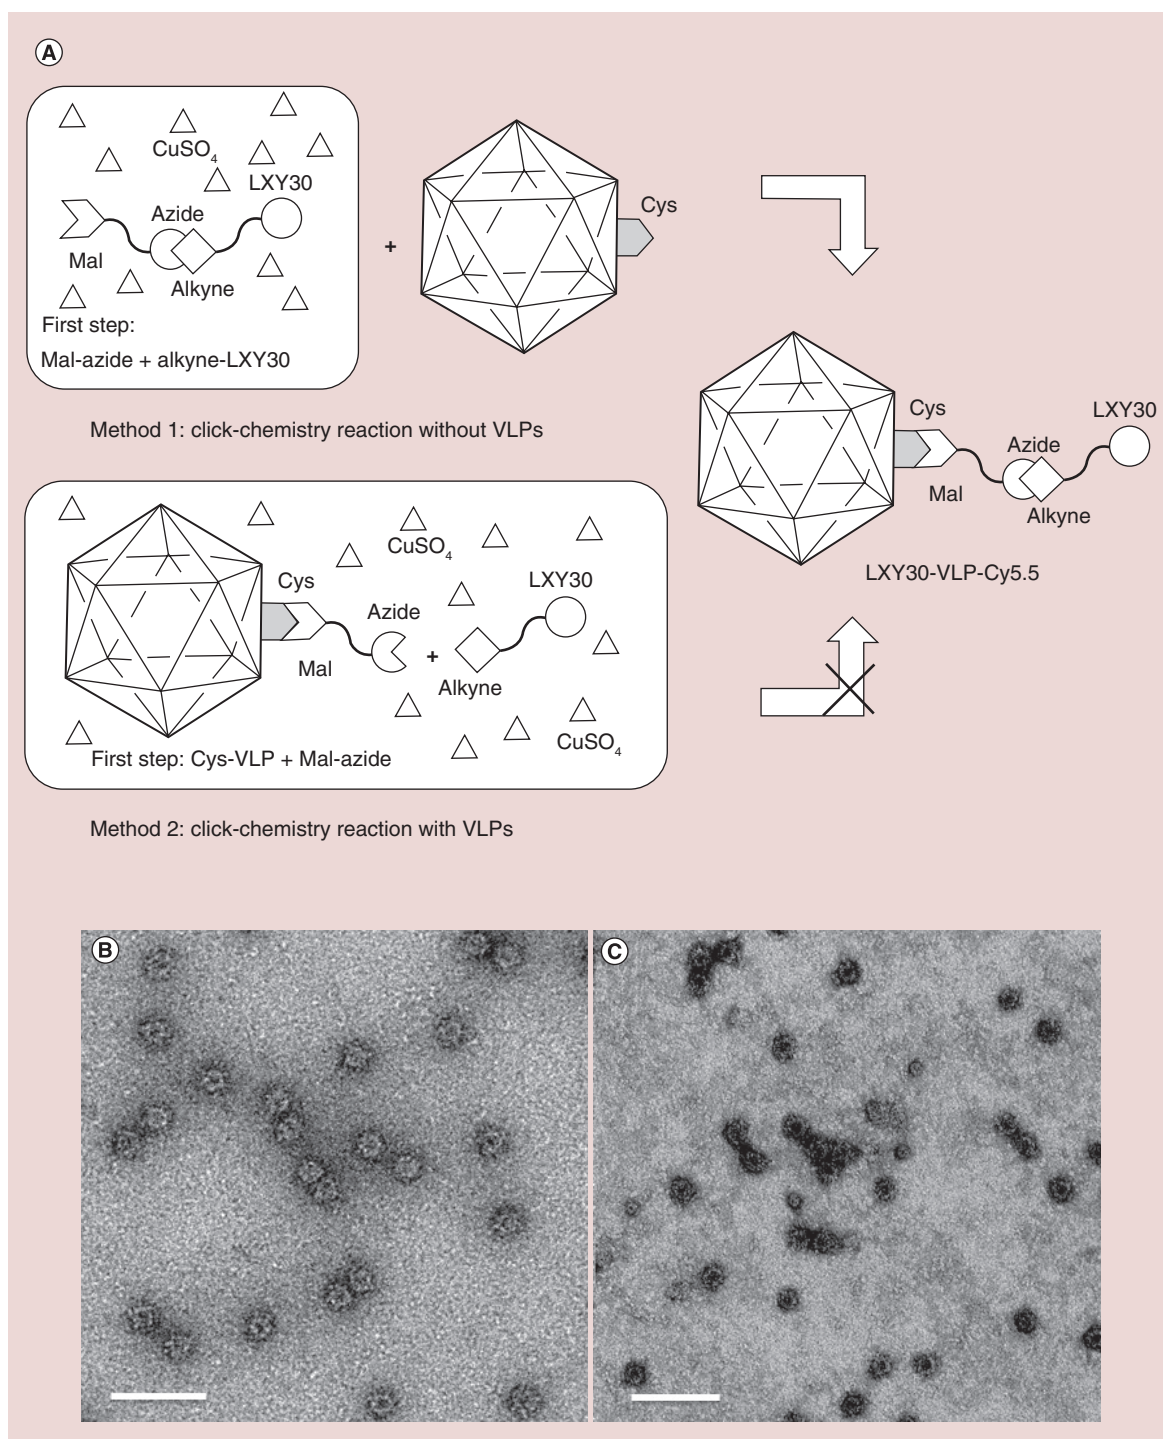 A
CuSO4
LXY30
Azide
Mal
Alkyne
First step:
Mal-azide + alkyne-LXY30
+
Cys
Method 1: click-chemistry reaction without VLPs
Cys
LXY30
Azide
Mal
Alkyne
LXY30-VLP-Cy5.5
CuSO4
Cys
LXY30
Azide
+
Mal
Alkyne
CuSO4
First step: Cys-VLP + Mal-azide
Method 2: click-chemistry reaction with VLPs
B
C